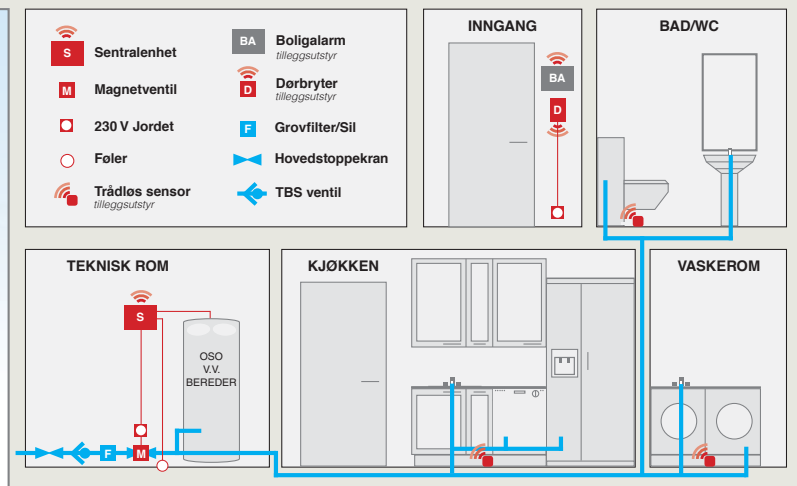 S Sentralenhet
M Magnetventil
230 V Jordet
Føler
Trådløs sensor
tilleggsutstyr
BA Boligalarm
tilleggsutstyr
D Dørbryter
tilleggsutstyr
F Grovfilter/Sil
Hovedstoppekran
TBS ventil
INNGANG
BA
D
BAD/WC
TEKNISK ROM
S
OSO
V.V.
BEREDER
F M
KJØKKEN
VASKEROM